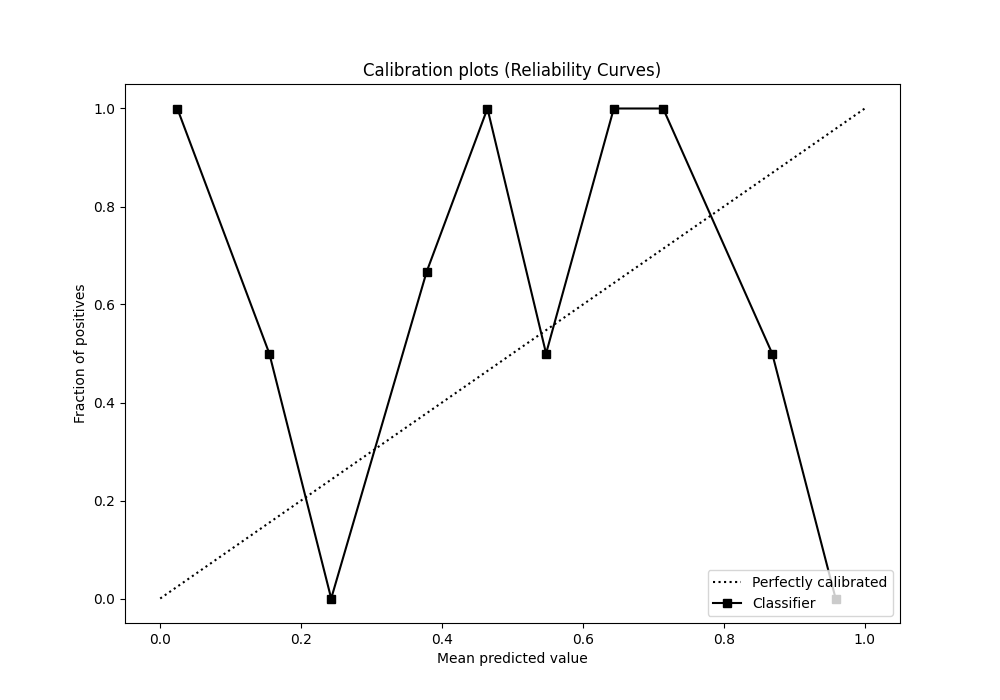 Calibration plots (Reliability Curves)
Fraction of positives
1.0
0.8
0.6
0.4
0.2
0.0
0.0 0.2 0.4 0.6 0.8 1.0
Mean predicted value
Perfectly calibrated
Classifier